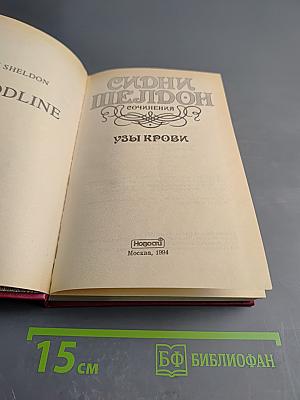 SHELDON
ODLINE
СИДНИ
ШЕЛДОН
СОЧИНЕНИЯ
УЗЫ КРОВИ
Новости
Москва, 1994
15 см
БФ БИБЛИОФАН